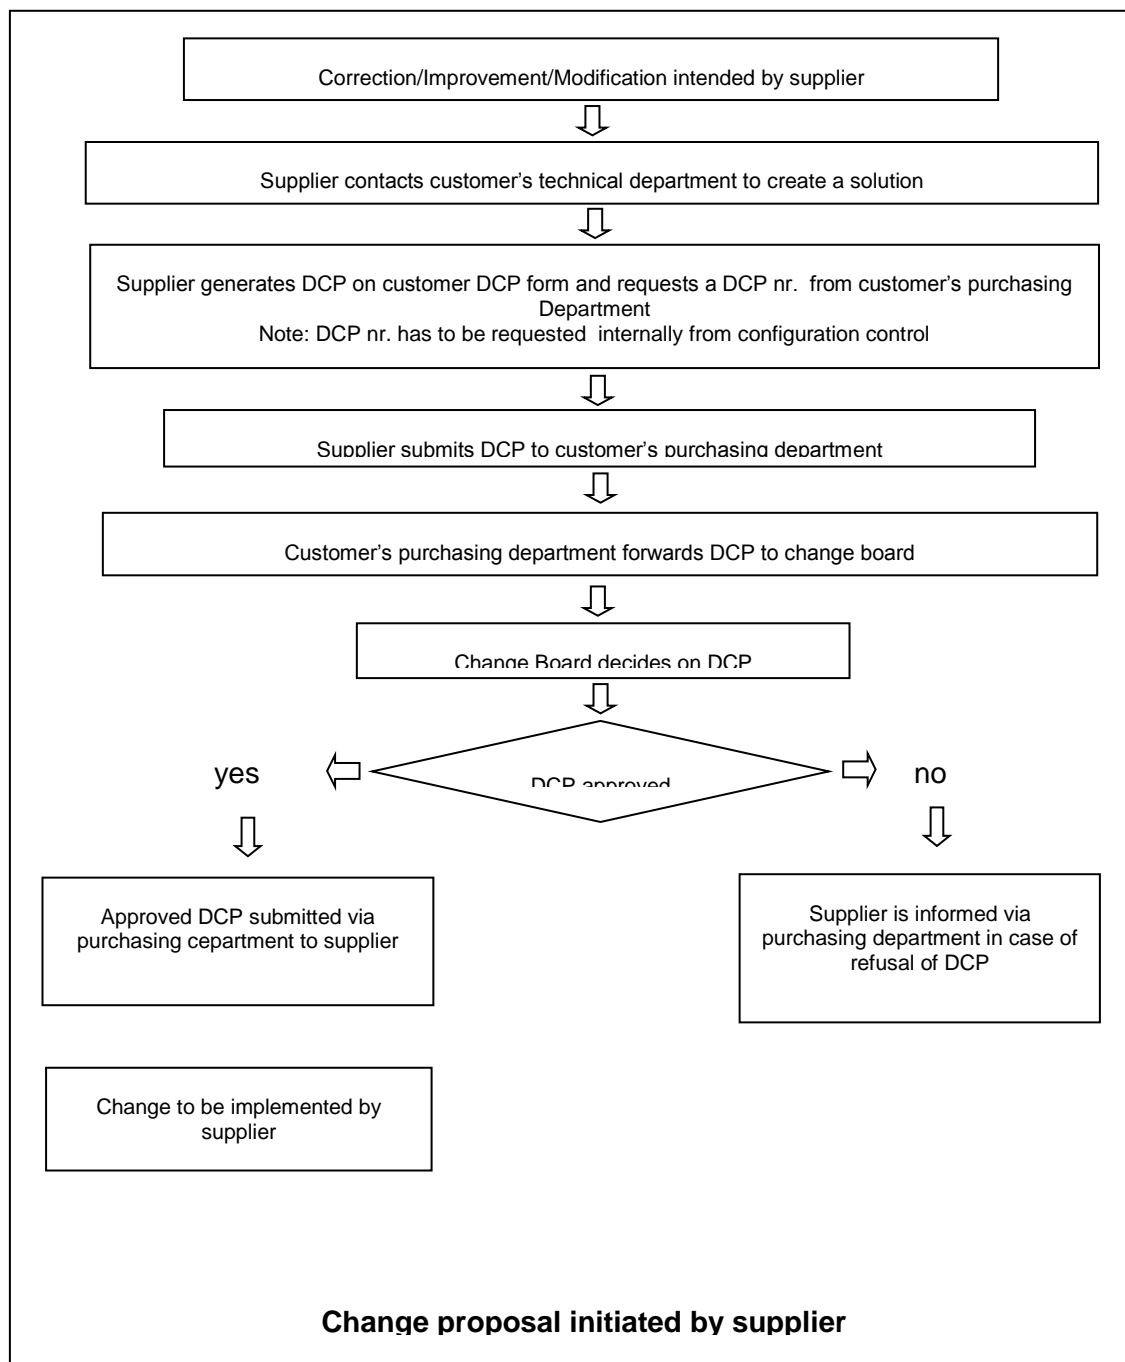 Correction/Improvement/Modification intended by supplier
Supplier contacts customer’s technical department to create a solution
Supplier generates DCP on customer DCP form and requests a DCP nr. from customer’s purchasing
Department
Note: DCP nr. has to be requested internally from configuration control
Supplier submits DCP to customer’s purchasing department
Customer’s purchasing department forwards DCP to change board
Change Board decides on DCP
DCP approved
yes
no
Approved DCP submitted via
purchasing cepartment to supplier
Supplier is informed via
purchasing department in case of
refusal of DCP
Change to be implemented by
supplier
Change proposal initiated by supplier